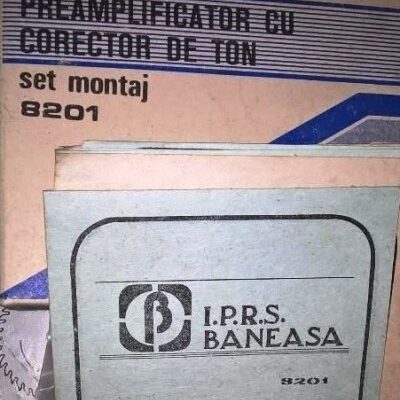 PREAMPLIFICATOR CU
CORECTOR DE TON
set montaj
8201
β
I.P.R.S.
BANEASA
8201